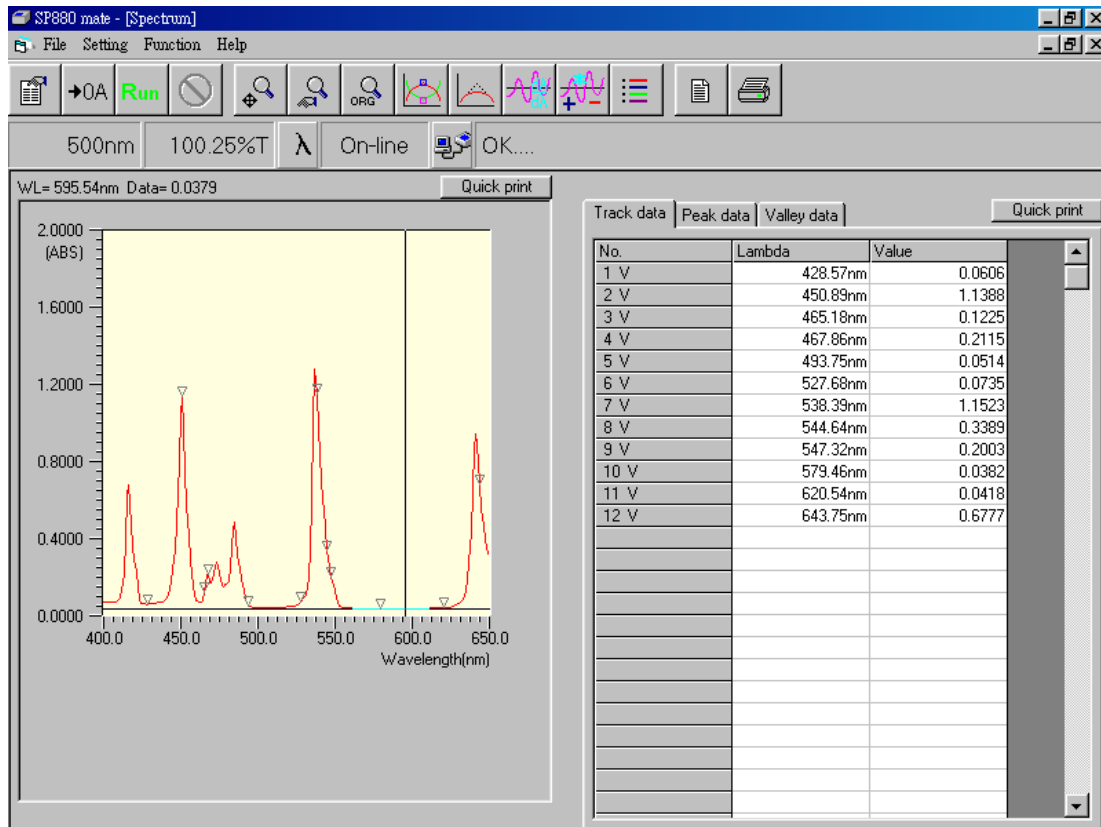 SP880 mate - [Spectrum]
File Setting Function Help
→0A Run ORG dA
500nm 100.25%T λ On-line OK....
WL= 595.54nm Data= 0.0379 Quick print
2.0000
(ABS)
1.6000
1.2000
0.8000
0.4000
0.0000
400.0 450.0 500.0 550.0 600.0 650.0
Wavelength(nm)
Track data Peak data Valley data Quick print
No. Lambda Value
1 V 428.57nm 0.0606
2 V 450.89nm 1.1388
3 V 465.18nm 0.1225
4 V 467.86nm 0.2115
5 V 493.75nm 0.0514
6 V 527.68nm 0.0735
7 V 538.39nm 1.1523
8 V 544.64nm 0.3389
9 V 547.32nm 0.2003
10 V 579.46nm 0.0382
11 V 620.54nm 0.0418
12 V 643.75nm 0.6777